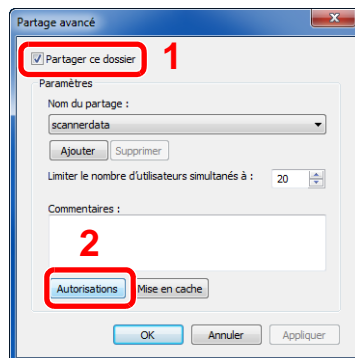 Partage avancé
Partager ce dossier 1
Paramètres
Nom du partage :
scannerdata
Ajouter Supprimer
Limiter le nombre d'utilisateurs simultanés à : 20
Commentaires :
2
Autorisations Mise en cache
OK Annuler Appliquer